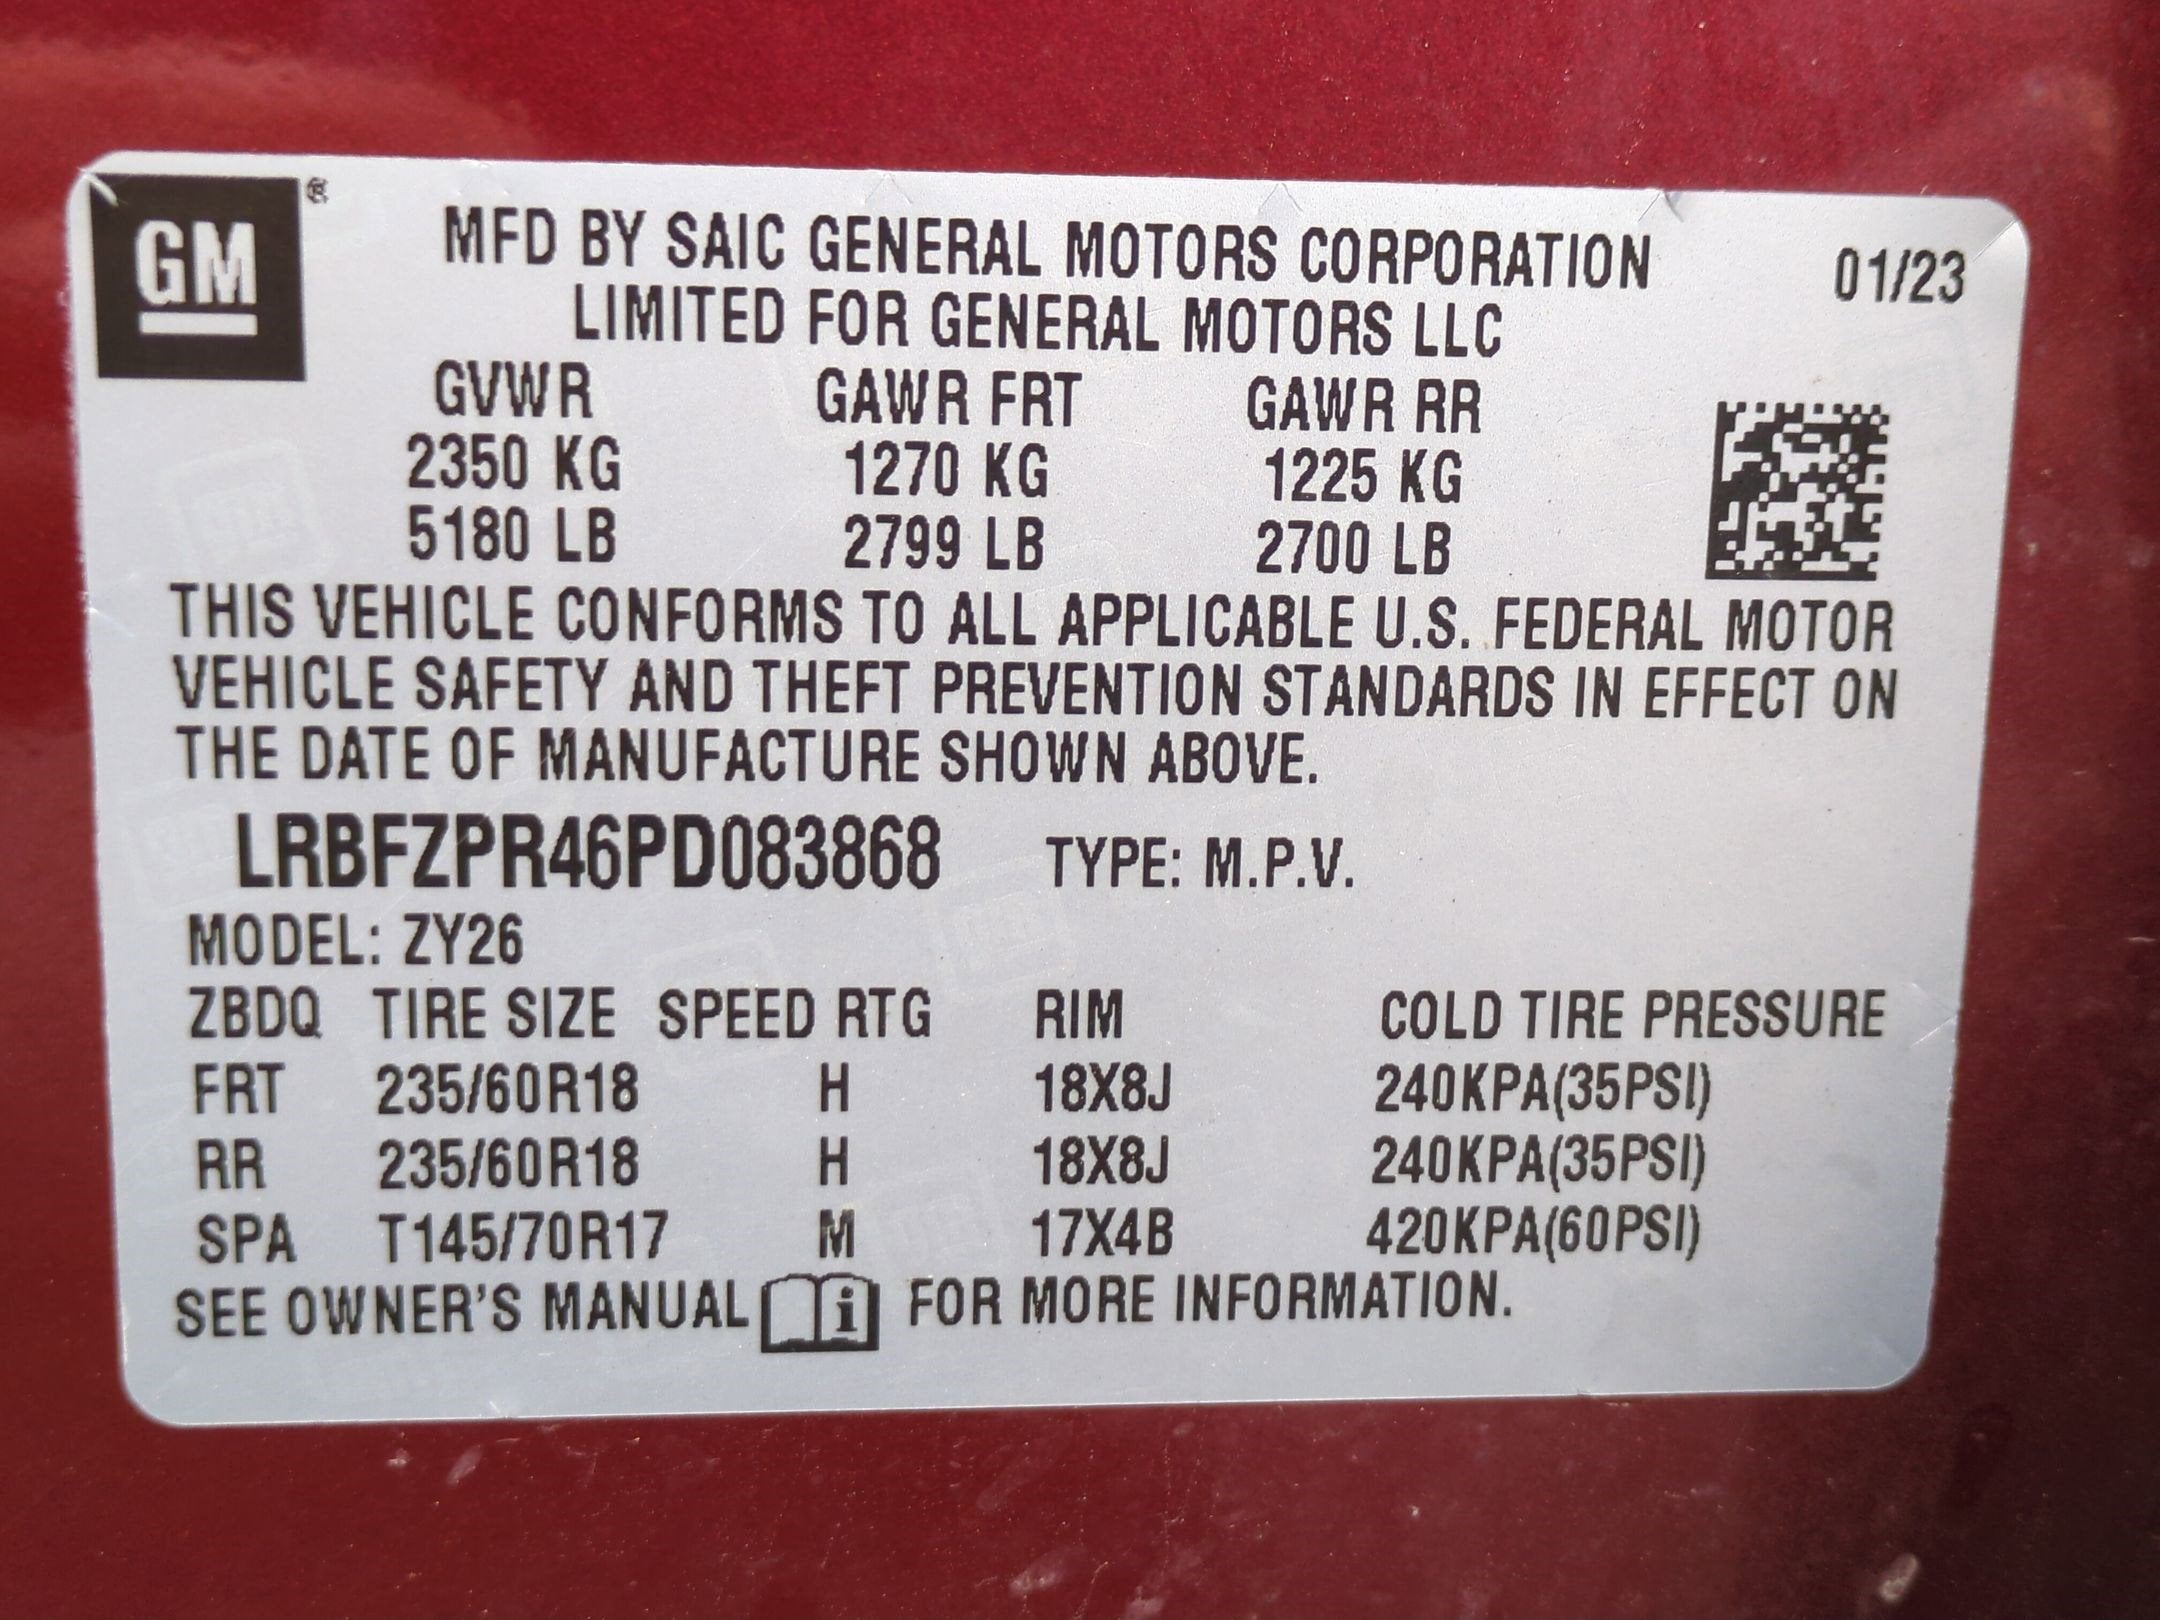 GM ®
MFD BY SAIC GENERAL MOTORS CORPORATION 01/23
LIMITED FOR GENERAL MOTORS LLC
GVWR GAWR FRT GAWR RR
2350 KG 1270 KG 1225 KG
5180 LB 2799 LB 2700 LB
THIS VEHICLE CONFORMS TO ALL APPLICABLE U.S. FEDERAL MOTOR
VEHICLE SAFETY AND THEFT PREVENTION STANDARDS IN EFFECT ON
THE DATE OF MANUFACTURE SHOWN ABOVE.
LRBFZPR46PD083868 TYPE: M.P.V.
MODEL: ZY26
ZBDQ TIRE SIZE SPEED RTG RIM COLD TIRE PRESSURE
FRT 235/60R18 H 18X8J 240KPA(35PSI)
RR 235/60R18 H 18X8J 240KPA(35PSI)
SPA T145/70R17 M 17X4B 420KPA(60PSI)
SEE OWNER'S MANUAL i FOR MORE INFORMATION.